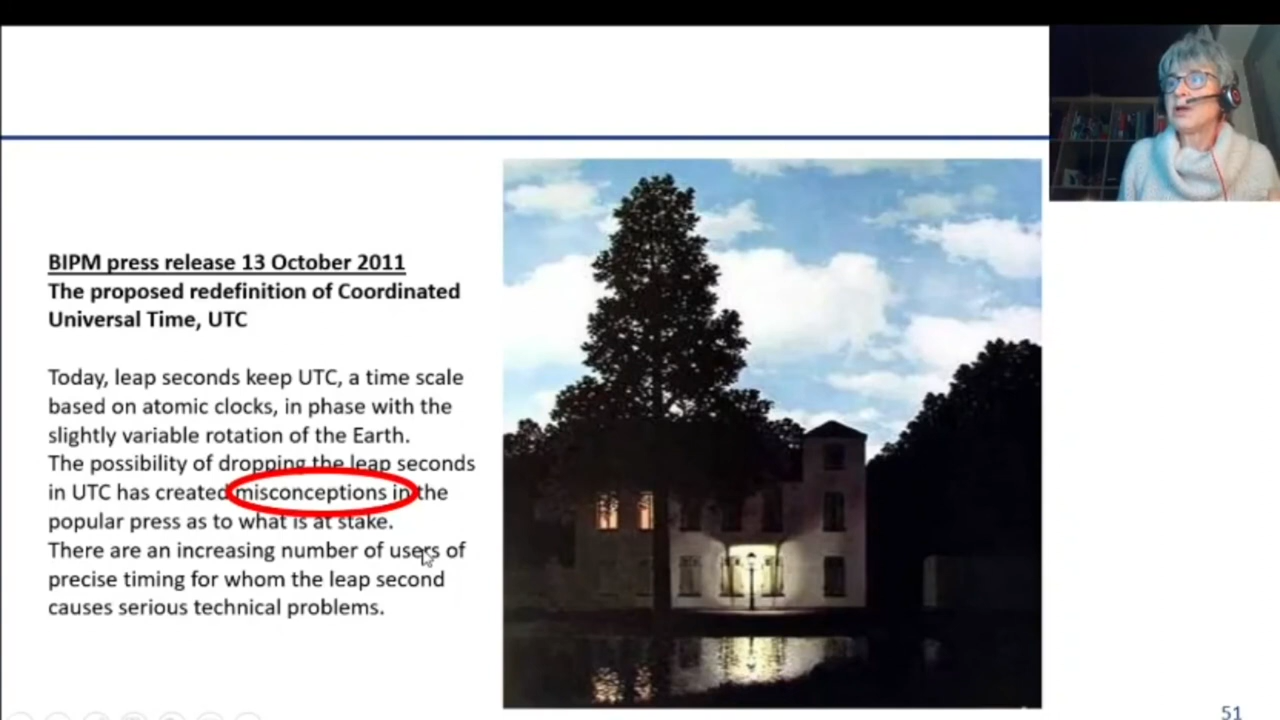 BIPM press release 13 October 2011
The proposed redefinition of Coordinated
Universal Time, UTC
Today, leap seconds keep UTC, a time scale
based on atomic clocks, in phase with the
slightly variable rotation of the Earth.
The possibility of dropping the leap seconds
in UTC has created misconceptions in the
popular press as to what is at stake.
There are an increasing number of users of
precise timing for whom the leap second
causes serious technical problems.
51